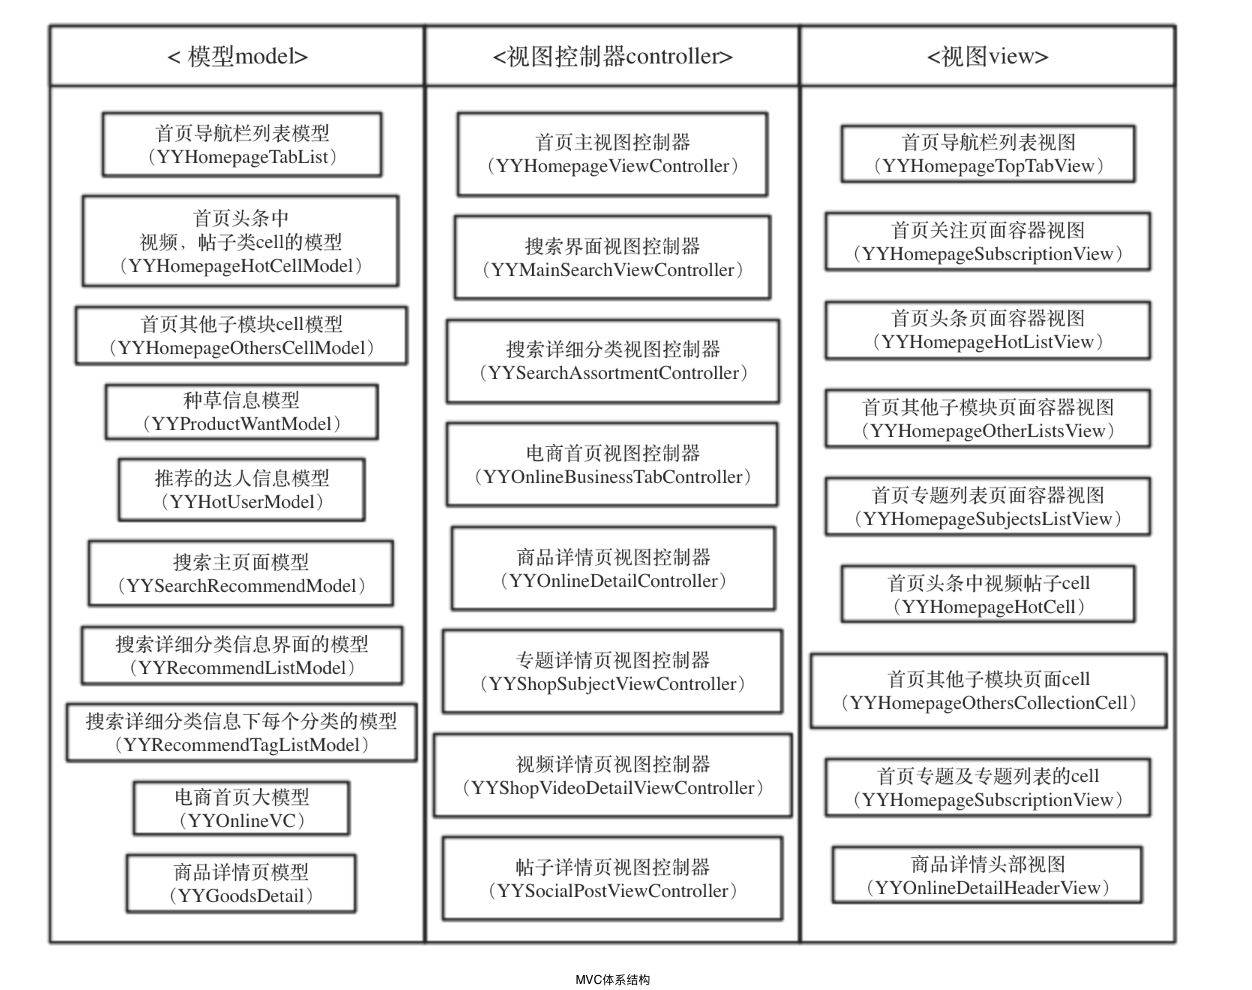 < 模型model>
首页导航栏列表模型
（YYHomepageTabList）
首页头条中
视频，帖子类cell的模型
（YYHomepageHotCellModel）
首页其他子模块cell模型
（YYHomepageOthersCellModel）
种草信息模型
（YYProductWantModel）
推荐的达人信息模型
（YYHotUserModel）
搜索主页面模型
（YYSearchRecommendModel）
搜索详细分类信息界面的模型
（YYRecommendListModel）
搜索详细分类信息下每个分类的模型
（YYRecommendTagListModel）
电商首页大模型
（YYOnlineVC）
商品详情页模型
（YYGoodsDetail）
<视图控制器controller>
首页主视图控制器
（YYHomepageViewController）
搜索界面视图控制器
（YYMainSearchViewController）
搜索详细分类视图控制器
（YYSearchAssortmentController）
电商首页视图控制器
（YYOnlineBusinessTabController）
商品详情页视图控制器
（YYOnlineDetailController）
专题详情页视图控制器
（YYShopSubjectViewController）
视频详情页视图控制器
（YYShopVideoDetailViewController）
帖子详情页视图控制器
（YYSocialPostViewController）
<视图view>
首页导航栏列表视图
（YYHomepageTopTabView）
首页关注页面容器视图
（YYHomepageSubscriptionView）
首页头条页面容器视图
（YYHomepageHotListView）
首页其他子模块页面容器视图
（YYHomepageOtherListsView）
首页专题列表页面容器视图
（YYHomepageSubjectsListView）
首页头条中视频帖子cell
（YYHomepageHotCell）
首页其他子模块页面cell
（YYHomepageOthersCollectionCell）
首页专题及专题列表的cell
（YYHomepageSubscriptionView）
商品详情头部视图
（YYOnlineDetailHeaderView）
MVC体系结构